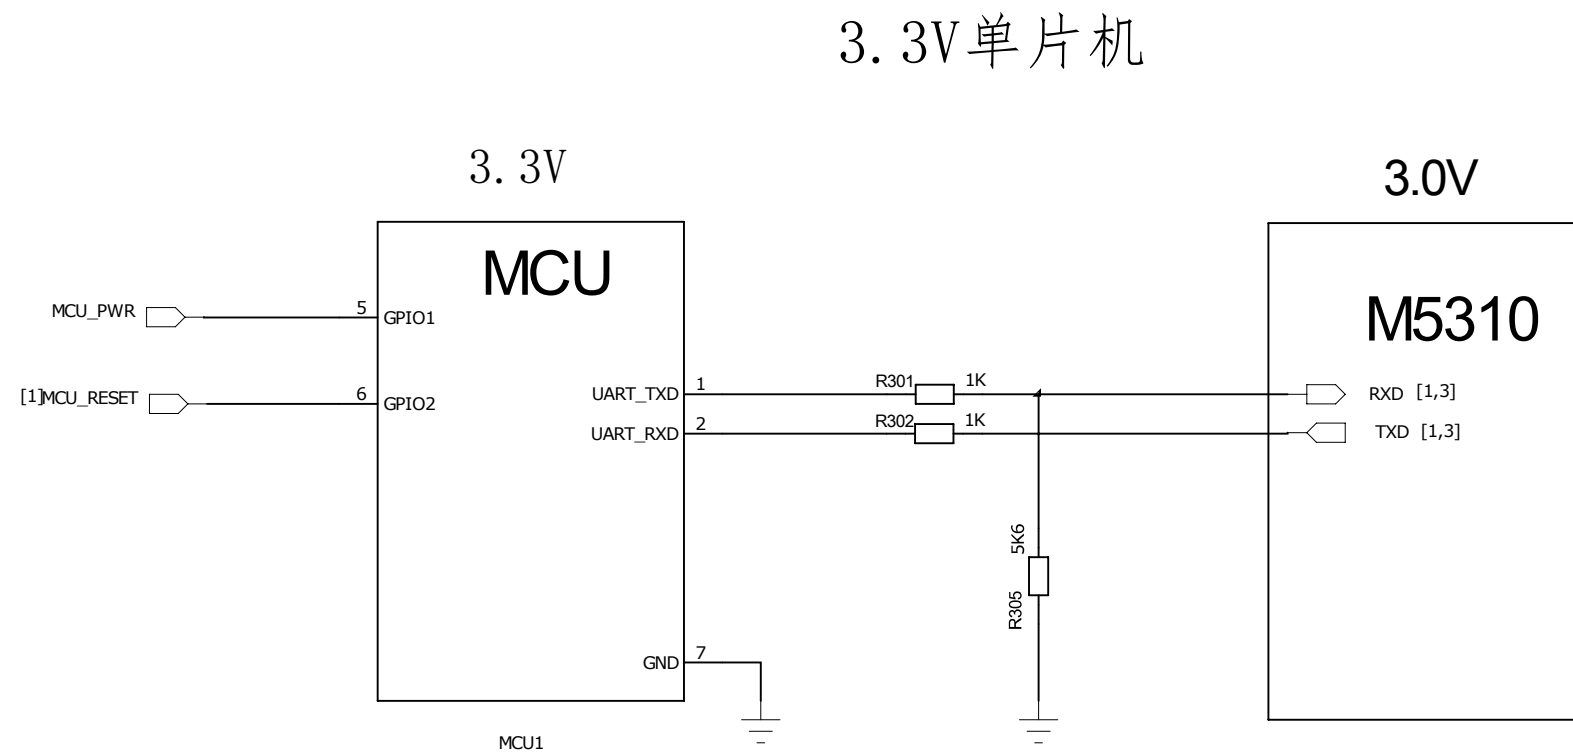 3.3V单片机
3.3V
3.0V
MCU
M5310
MCU_PWR
5
GPIO1
[1]MCU_RESET
6
GPIO2
UART_TXD
1
R301
1K
RXD [1,3]
UART_RXD
2
R302
1K
TXD [1,3]
5K6
R305
GND
7
MCU1